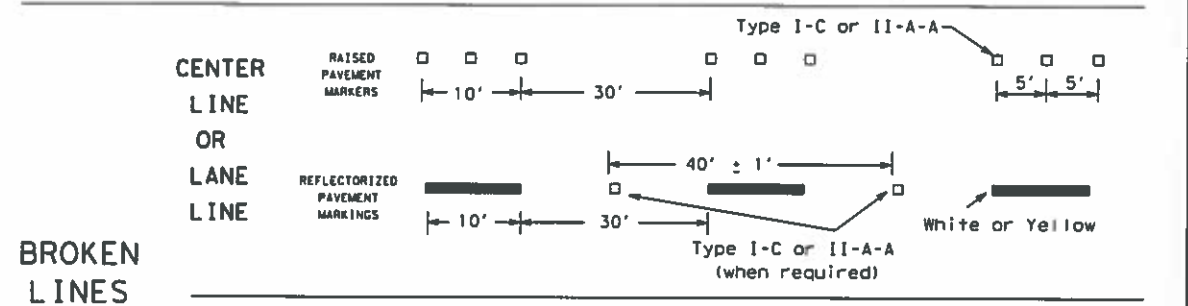 Type I-C or II-A-A
CENTER
LINE
OR
LANE
LINE
RAISED
PAVEMENT
MARKERS
10'
30'
5'
5'
REFLECTORIZED
PAVEMENT
MARKINGS
40' ± 1'
10'
30'
Type I-C or II-A-A
(when required)
White or Yellow
BROKEN
LINES